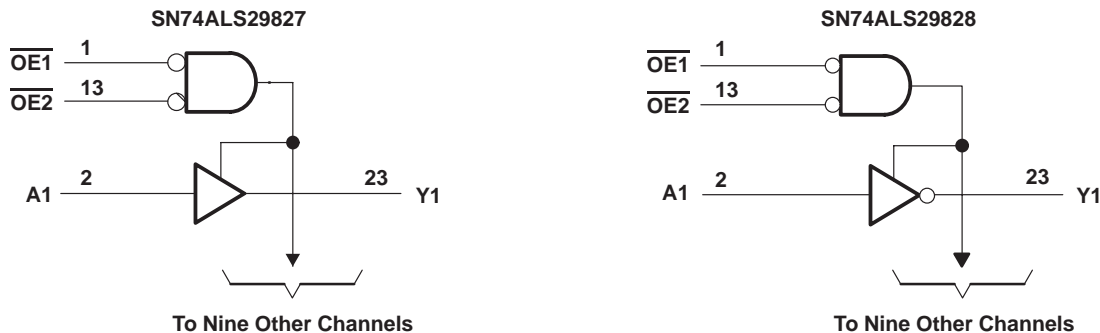 SN74ALS29827
OE1
1
OE2
13
A1
2
23
Y1
To Nine Other Channels
SN74ALS29828
OE1
1
OE2
13
A1
2
23
Y1
To Nine Other Channels